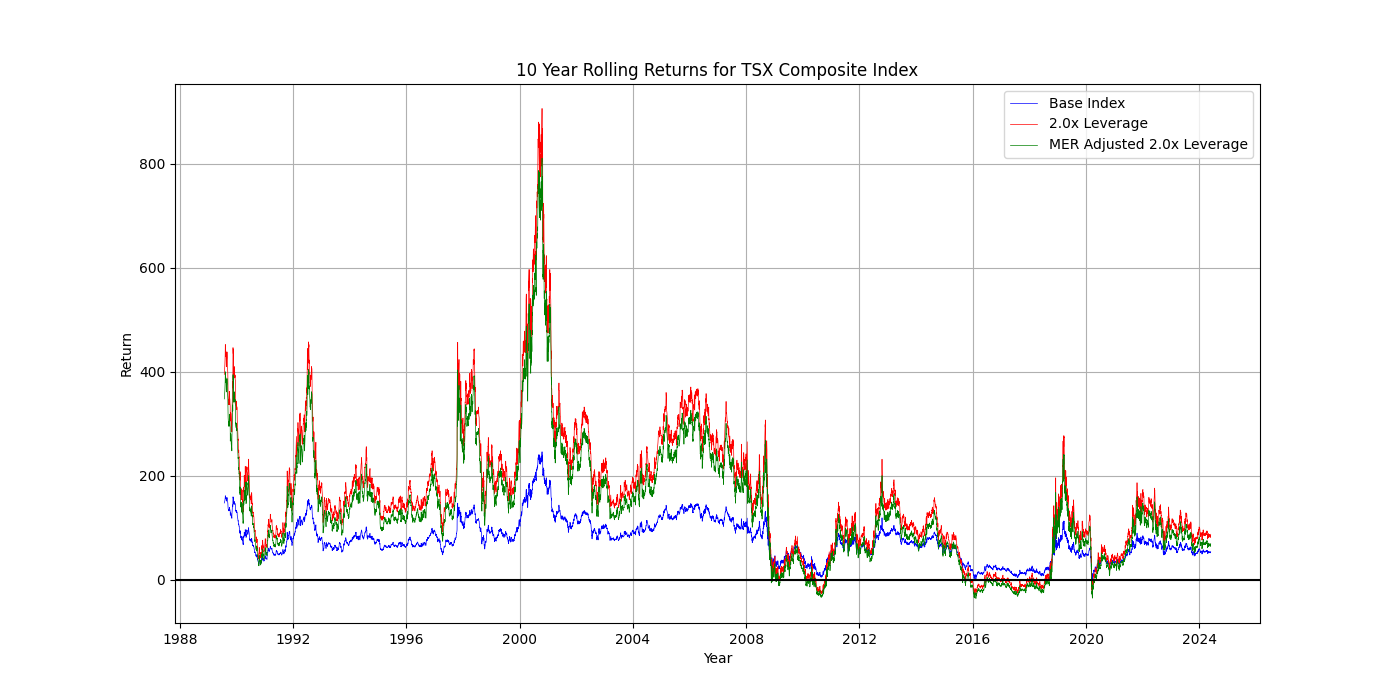 10 Year Rolling Returns for TSX Composite Index
Base Index
2.0x Leverage
MER Adjusted 2.0x Leverage
800
600
400
200
0
Return
1988 1992 1996 2000 2004 2008 2012 2016 2020 2024
Year